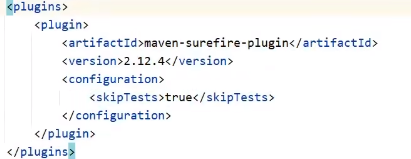 <plugins>
    <plugin>
        <artifactId>maven-surefire-plugin</artifactId>
        <version>2.12.4</version>
        <configuration>
            <skipTests>true</skipTests>
        </configuration>
    </plugin>
</plugins>